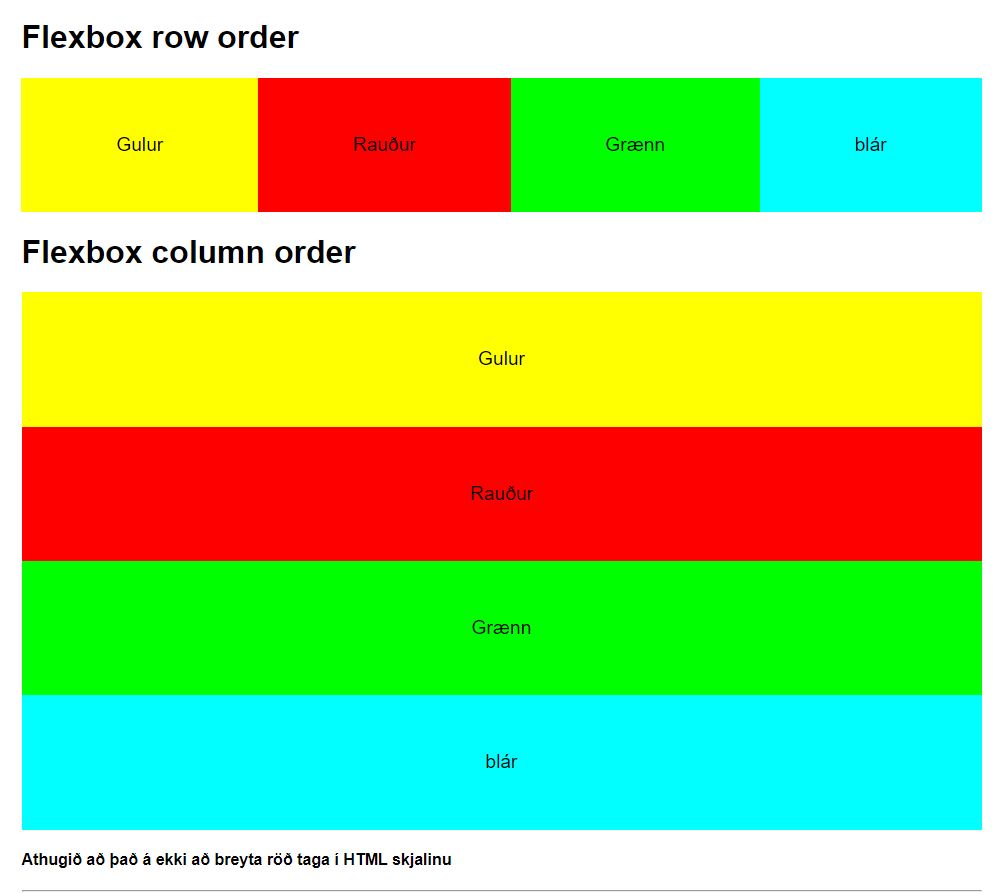 Flexbox row order
Gulur Rauður Grænn blár
Flexbox column order
Gulur
Rauður
Grænn
blár
Athugið að það á ekki að breyta röð taga í HTML skjalinu